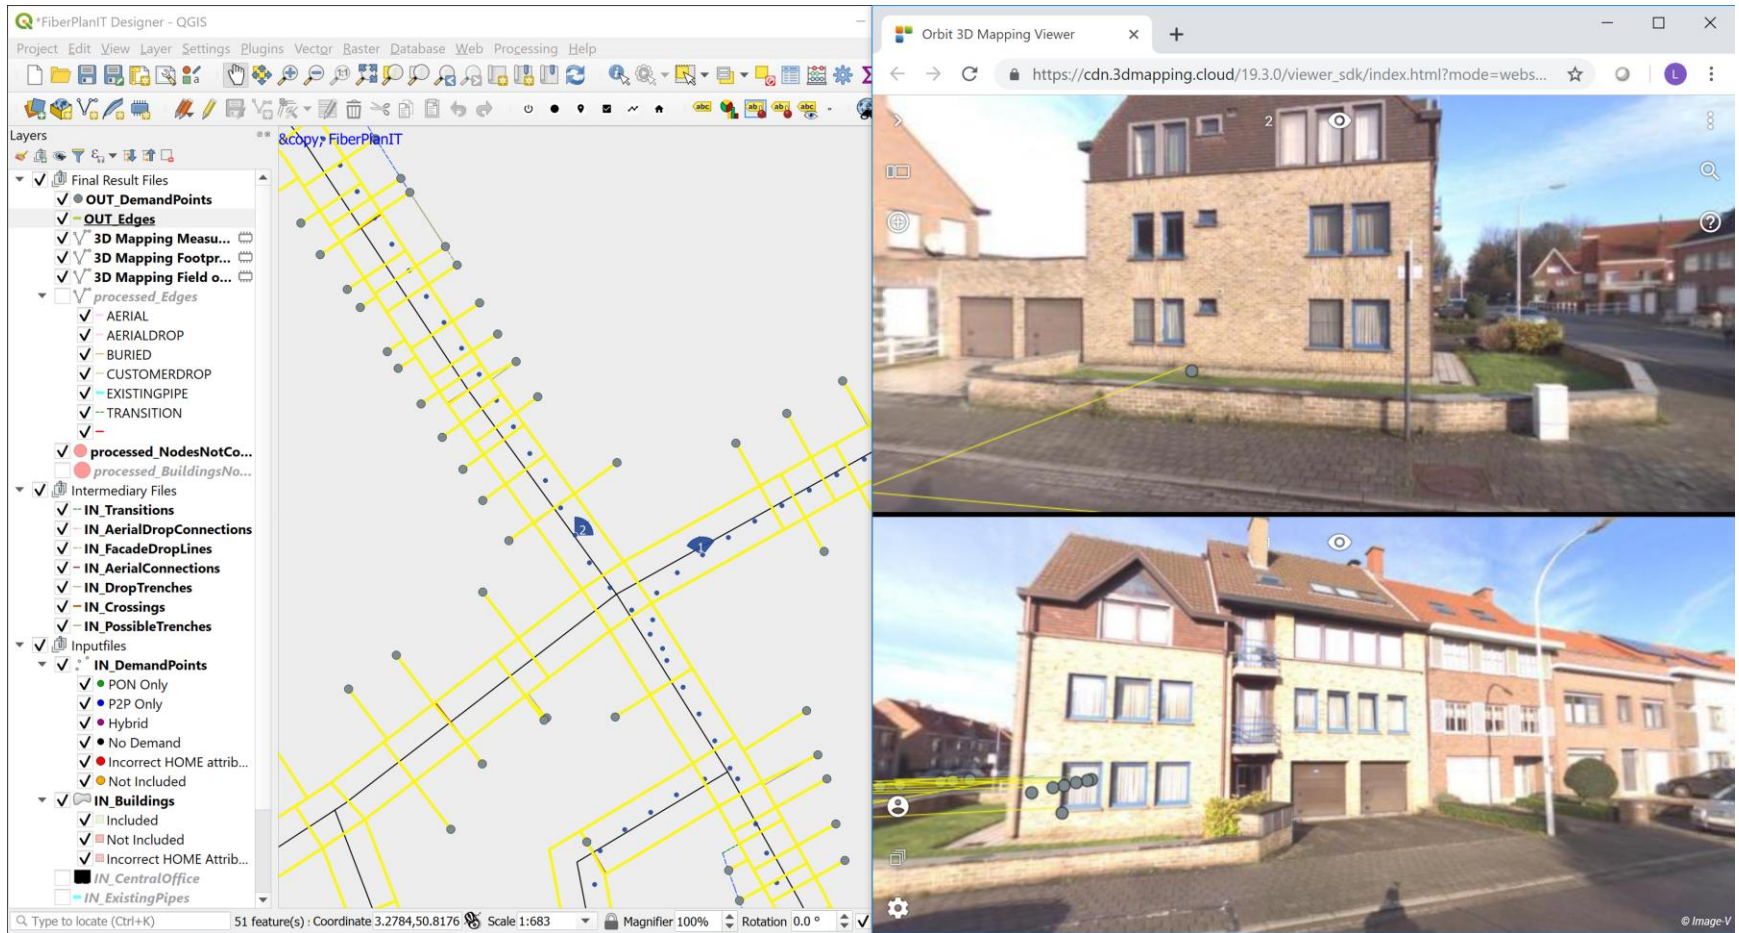 *FiberPlanIT Designer - QGIS
Project Edit View Layer Settings Plugins Vector Raster Database Web Processing Help
Layers
Final Result Files
OUT_DemandPoints
OUT_Edges
3D Mapping Measu...
3D Mapping Footpr...
3D Mapping Field o...
processed_Edges
AERIAL
AERIALDROP
BURIED
CUSTOMERDROP
EXISTINGPIPE
TRANSITION
processed_NodesNotCo...
processed_BuildingsNo...
Intermediary Files
IN_Transitions
IN_AerialDropConnections
IN_FacadeDropLines
IN_AerialConnections
IN_DropTrenches
IN_Crossings
IN_PossibleTrenches
Inputfiles
IN_DemandPoints
PON Only
P2P Only
Hybrid
No Demand
Incorrect HOME attrib...
Not Included
IN_Buildings
Included
Not Included
Incorrect HOME Attrib...
IN_CentralOffice
IN_ExistingPipes
&copy; FiberPlanIT
2
1
Type to locate (Ctrl+K)
51 feature(s) : Coordinate 3.2784,50.8176 Scale 1:683 Magnifier 100% Rotation 0.0 °
Orbit 3D Mapping Viewer
https://cdn.3dmapping.cloud/19.3.0/viewer_sdk/index.html?mode=webs...
L
2
1
© Image-V